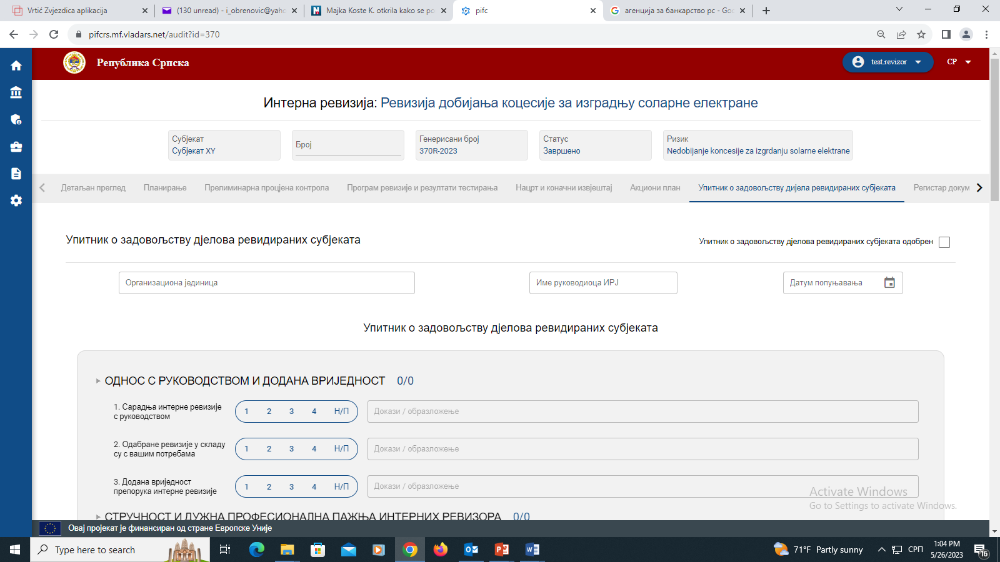 Vrtić Zvjezdica aplikacija
(130 unread) - i_obrenovic@yaho
Majka Koste K. otkrila kako se po
pifc
агенција за банкарство рс - Goo
pifcrs.mf.vladars.net/audit?id=370
Република Српска
test.revizor
СР
Интерна ревизија: Ревизија добијања коцесије за изградњу соларне електране
Субјекат
Субјекат XY
Број
Генерисани број
370R-2023
Статус
Завршено
Ризик
Nedobijanje koncesije za izgrdanju solarne elektrane
Детаљан преглед
Планирање
Прелиминарна процјена контрола
Програм ревизије и резултати тестирања
Нацрт и коначни извјештај
Акциони план
Упитник о задовољству дијела ревидираних субјеката
Регистар докум
Упитник о задовољству дјелова ревидираних субјеката
Упитник о задовољству дјелова ревидираних субјеката одобрен
Организациона јединица
Име руководиоца ИРЈ
Датум попуњавања
Упитник о задовољству дјелова ревидираних субјеката
ОДНОС С РУКОВОДСТВОМ И ДОДАНА ВРИЈЕДНОСТ 0/0
1. Сарадња интерне ревизије
с руководством
1 2 3 4 Н/П
Докази / образложење
2. Одабране ревизије у складу
су с вашим потребама
1 2 3 4 Н/П
Докази / образложење
3. Додана вриједност
препорука интерне ревизије
1 2 3 4 Н/П
Докази / образложење
Activate Windows
Go to Settings to activate Windows.
СТРУЧНОСТ И ДУЖНА ПРОФЕСИОНАЛНА ПАЖЊА ИНТЕРНИХ РЕВИЗОРА 0/0
Овај пројекат је финансиран од стране Европске Уније
Type here to search
71°F Partly sunny
СРП
1:04 PM
5/26/2023
16